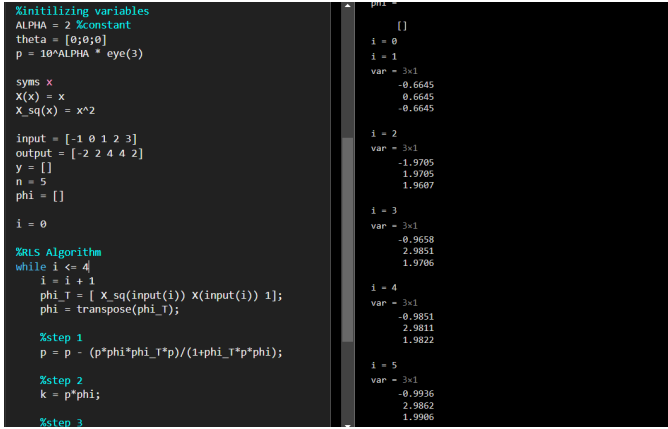 %initilizing variables
ALPHA = 2 %constant
theta = [0;0;0]
p = 10^ALPHA * eye(3)
syms x
X(x) = x
X_sq(x) = x^2
input = [-1 0 1 2 3]
output = [-2 2 4 4 2]
y = []
n = 5
phi = []
i = 0
%RLS Algorithm
while i <= 4
i = i + 1
phi_T = [ X_sq(input(i)) X(input(i)) 1];
phi = transpose(phi_T);
%step 1
p = p - (p*phi*phi_T*p)/(1+phi_T*p*phi);
%step 2
k = p*phi;
%step 3
phi =
[]
i = 0
i = 1
var = 3×1
-0.6645
0.6645
-0.6645
i = 2
var = 3×1
-1.9705
1.9705
1.9607
i = 3
var = 3×1
-0.9658
2.9851
1.9706
i = 4
var = 3×1
-0.9851
2.9811
1.9822
i = 5
var = 3×1
-0.9936
2.9862
1.9906